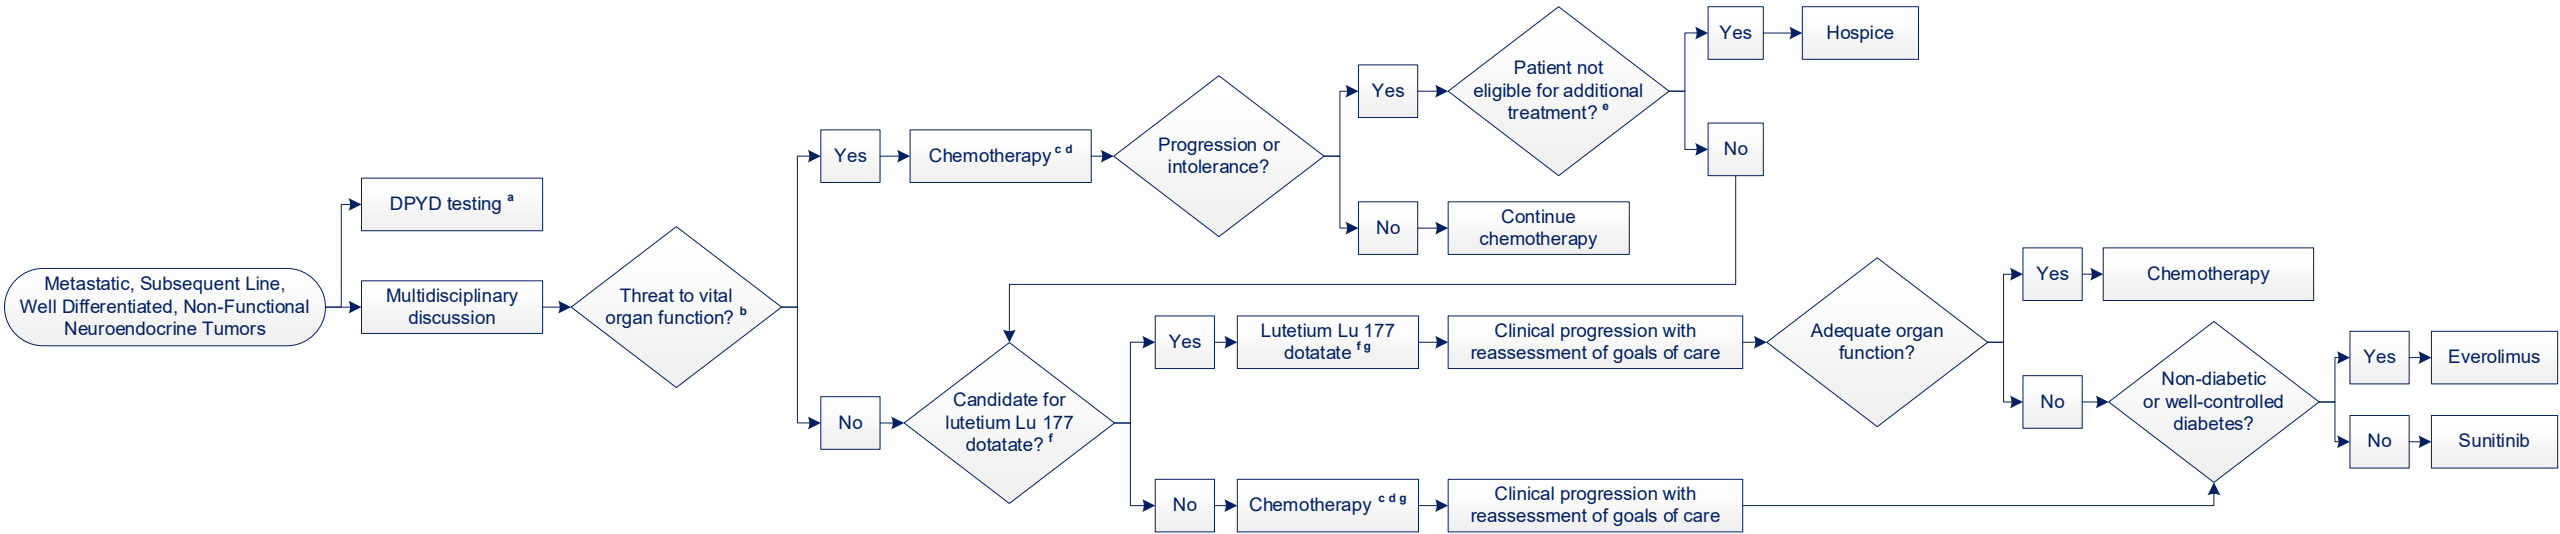 Metastatic, Subsequent Line,
Well Differentiated, Non-Functional
Neuroendocrine Tumors
DPYD testing a
Multidisciplinary
discussion
Threat to vital
organ function? b
Yes
Chemotherapy c d
Progression or
intolerance?
Yes
Patient not
eligible for additional
treatment? e
Yes
Hospice
No
No
Continue
chemotherapy
No
Candidate for
lutetium Lu 177
dotatate? f
Yes
Lutetium Lu 177
dotatate f g
Clinical progression with
reassessment of goals of care
Adequate organ
function?
Yes
Chemotherapy
No
Non-diabetic
or well-controlled
diabetes?
Yes
Everolimus
No
Sunitinib
No
Chemotherapy c d g
Clinical progression with
reassessment of goals of care